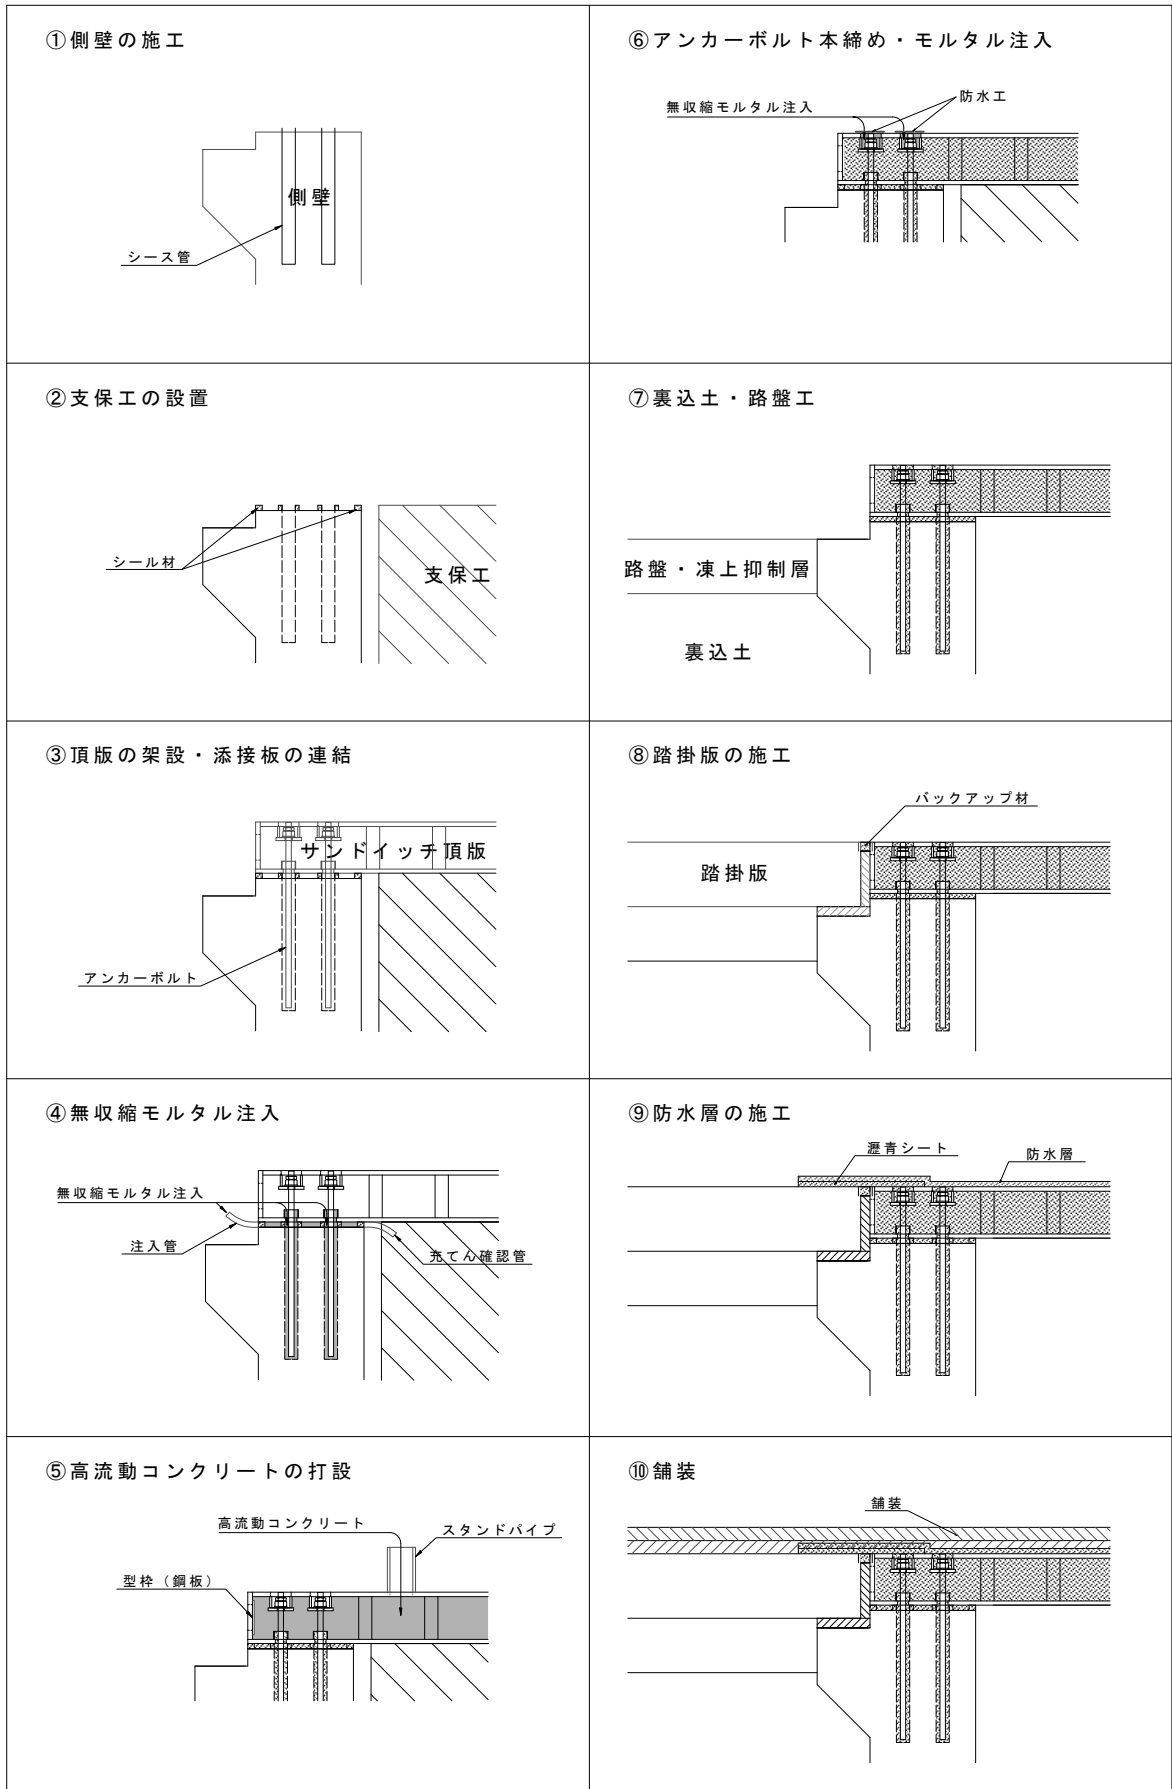 ①側壁の施工
側壁
シース管
②支保工の設置
シール材
支保工
③頂版の架設・添接板の連結
サンドイッチ頂版
アンカーボルト
④無収縮モルタル注入
無収縮モルタル注入
注入管
充てん確認管
⑤高流動コンクリートの打設
高流動コンクリート
スタンドパイプ
型枠（鋼板）
⑥アンカーボルト本締め・モルタル注入
防水工
無収縮モルタル注入
⑦裏込土・路盤工
路盤・凍上抑制層
裏込土
⑧踏掛版の施工
バックアップ材
踏掛版
⑨防水層の施工
瀝青シート
防水層
⑩舗装
舗装